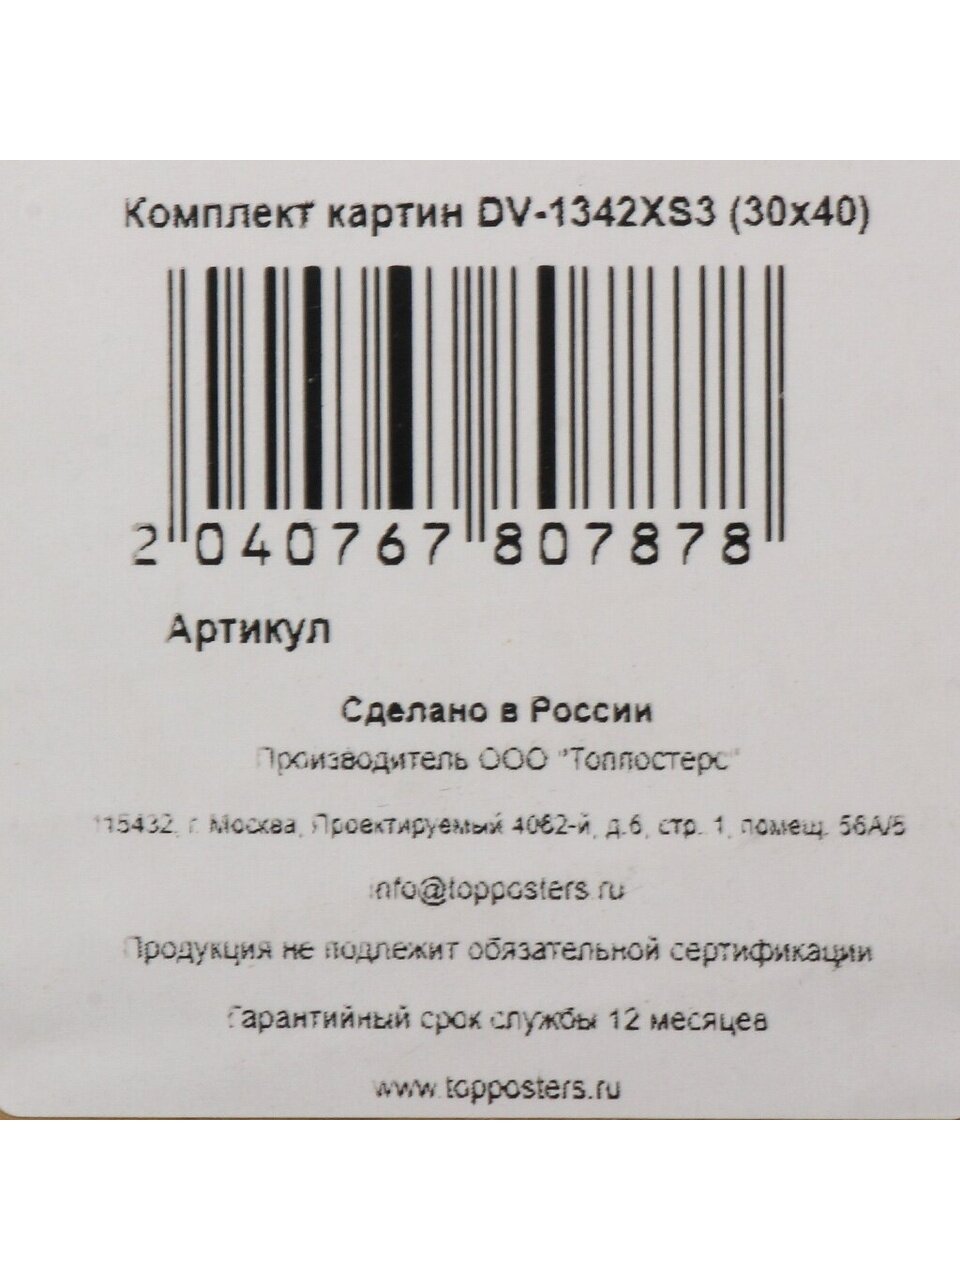 Комплект картин DV-1342XS3 (30x40)
2 040767 807878
Артикул
Сделано в России
Производитель ООО "Топпостерс"
115432, г. Москва, Проектируемый 4062-й, д.6, стр. 1, помещ. 56А/5
info@topposters.ru
Продукция не подлежит обязательной сертификации
Гарантийный срок службы 12 месяцев
www.topposters.ru